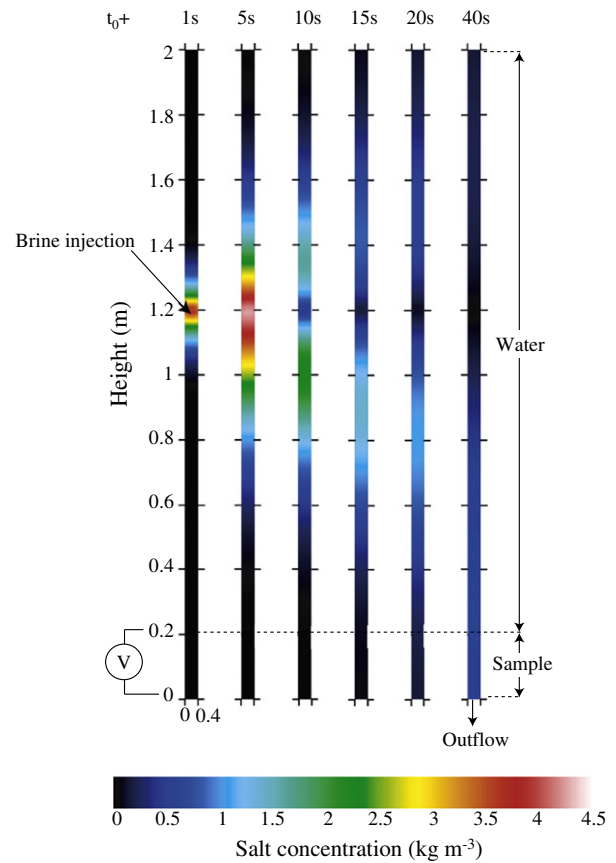 t₀+ 1s 5s 10s 15s 20s 40s
2
1.8
1.6
1.4
Brine injection
1.2
Water
1
0.8
0.6
0.4
0.2
V
Sample
0
0 0.4
Outflow
Height (m)
0 0.5 1 1.5 2 2.5 3 3.5 4 4.5
Salt concentration (kg m⁻³)